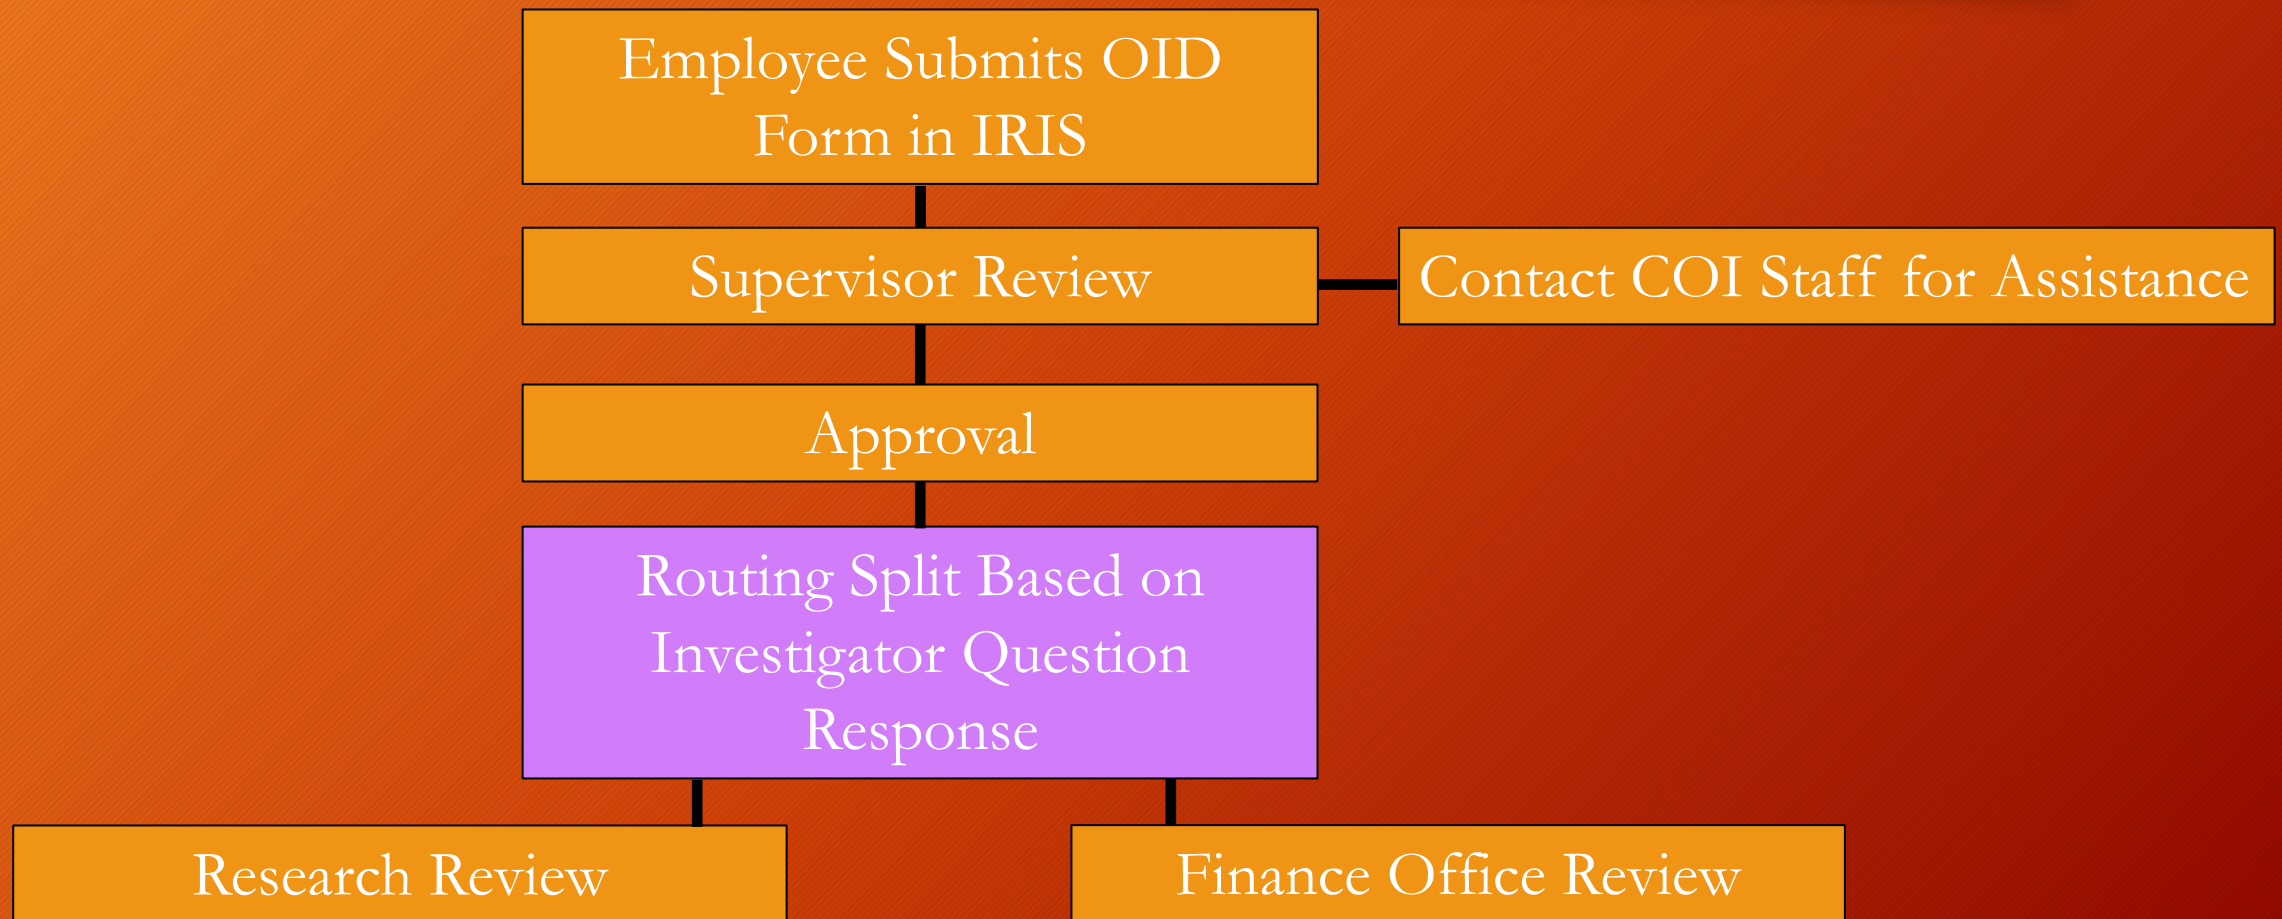 Employee Submits OID
Form in IRIS
Supervisor Review
Contact COI Staff for Assistance
Approval
Routing Split Based on
Investigator Question
Response
Research Review
Finance Office Review